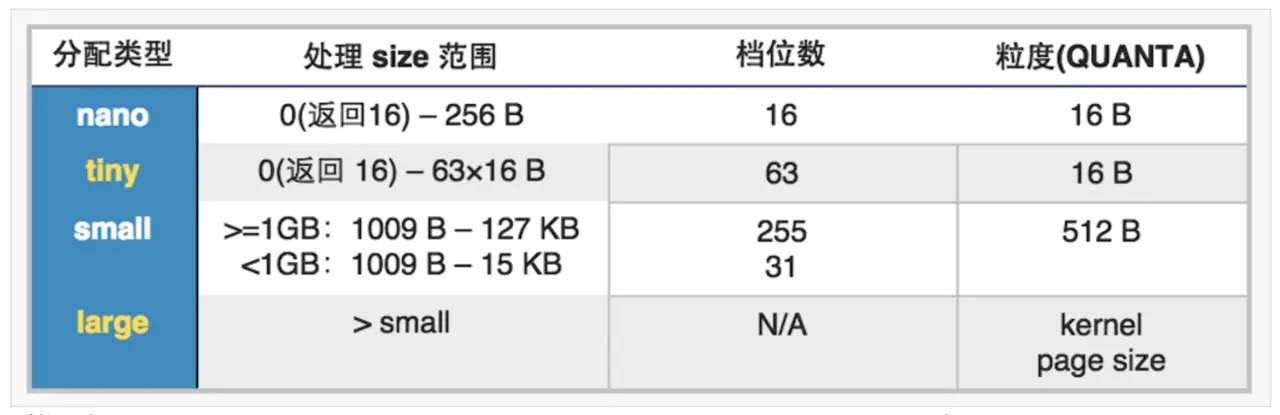 分配类型 处理 size 范围 档位数 粒度(QUANTA)
nano 0(返回16) – 256 B 16 16 B
tiny 0(返回 16) – 63×16 B 63 16 B
small >=1GB：1009 B – 127 KB 255 512 B
<1GB：1009 B – 15 KB 31
large > small N/A kernel
page size